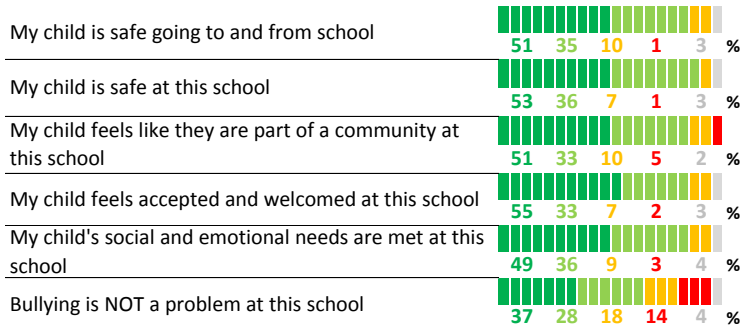 My child is safe going to and from school
51 35 10 1 3 %
My child is safe at this school
53 36 7 1 3 %
My child feels like they are part of a community at
this school
51 33 10 5 2 %
My child feels accepted and welcomed at this school
55 33 7 2 3 %
My child's social and emotional needs are met at this
school
49 36 9 3 4 %
Bullying is NOT a problem at this school
37 28 18 14 4 %